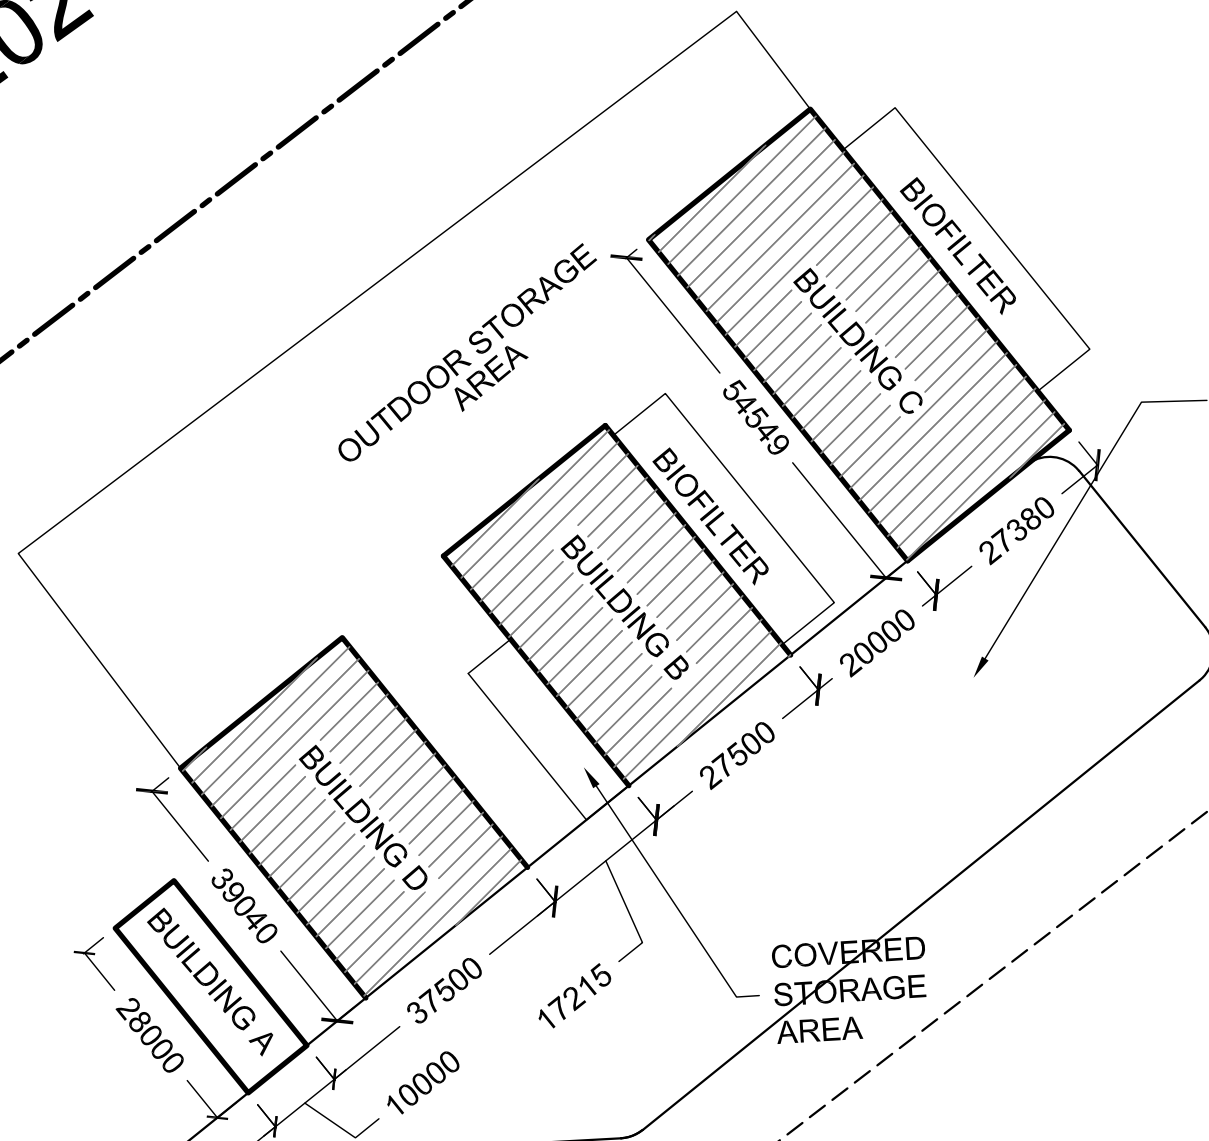 02
BIOFILTER
BUILDING C
OUTDOOR STORAGE
AREA
54549
BIOFILTER
27380
BUILDING B
20000
27500
BUILDING D
39040
BUILDING A
COVERED
STORAGE
AREA
37500
17215
28000
10000